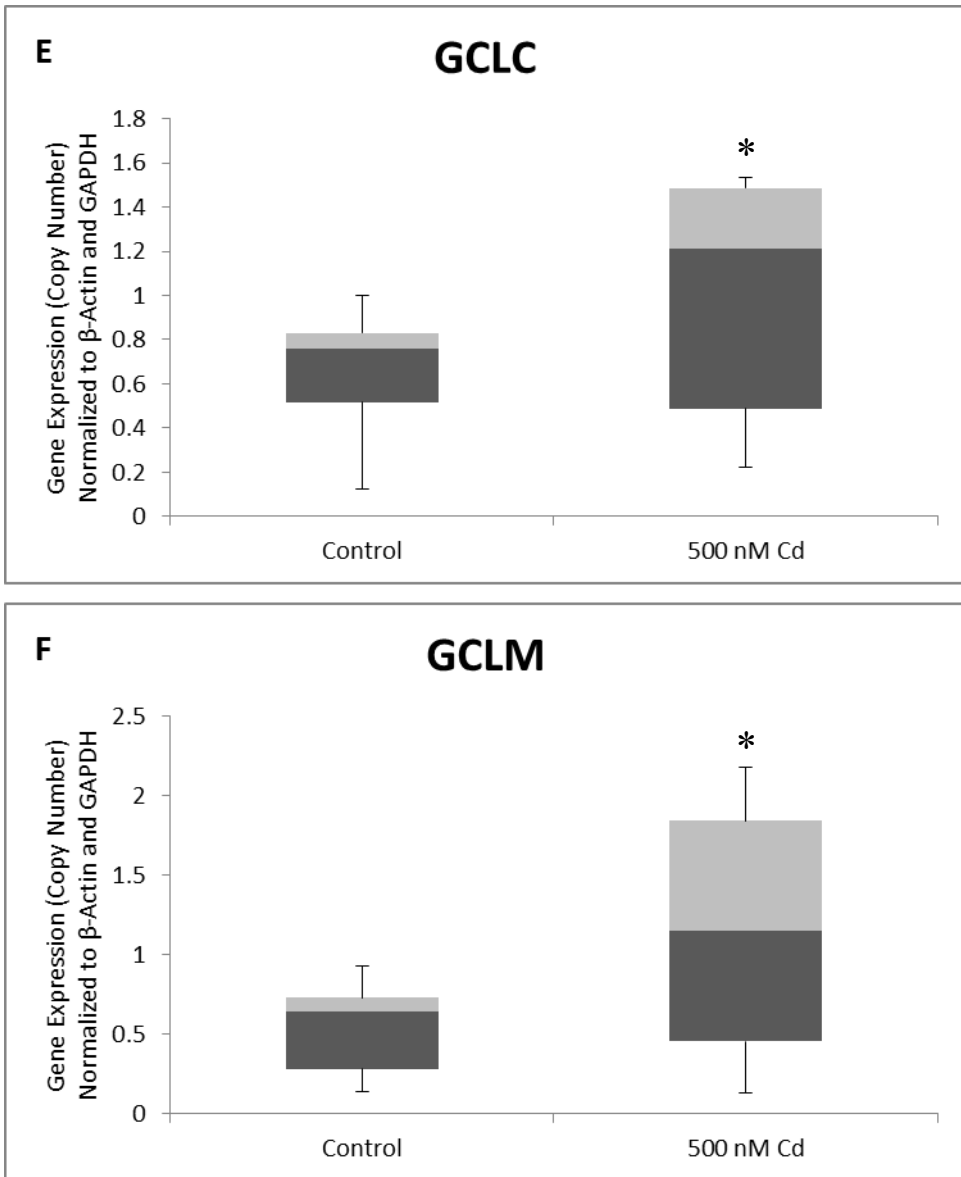 E
GCLC
Gene Expression (Copy Number)
Normalized to β-Actin and GAPDH
1.8
1.6
1.4
1.2
1
0.8
0.6
0.4
0.2
0
*
Control
500 nM Cd
F
GCLM
Gene Expression (Copy Number)
Normalized to β-Actin and GAPDH
2.5
2
1.5
1
0.5
0
*
Control
500 nM Cd